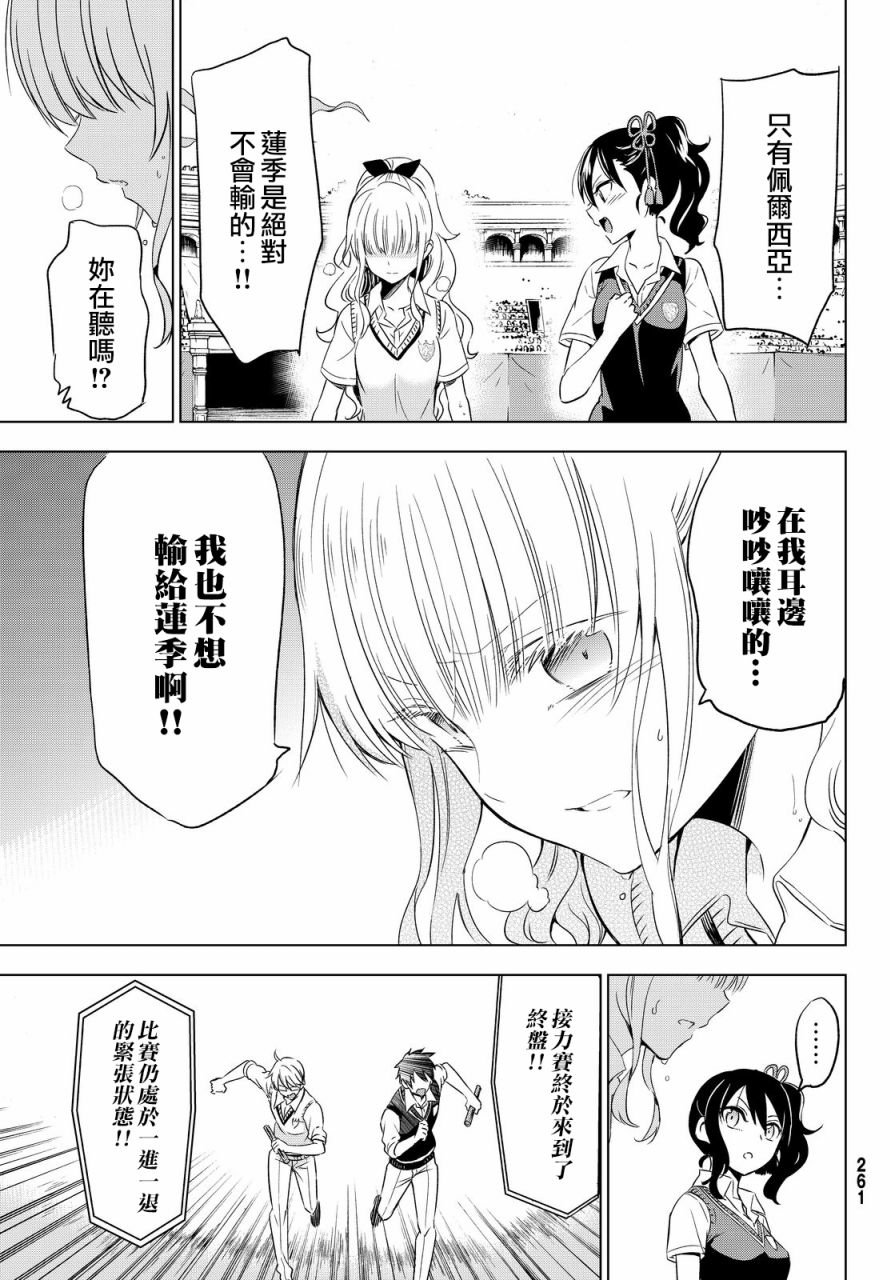 只有佩爾西亞…
蓮季是絕對
不會輸的…!!
妳在聽嗎!?
在我耳邊
吵吵嚷嚷的…
我也不想
輸給蓮季啊!!
……
接力賽終於來到了
終盤!!
比賽仍處於一進一退
的緊張狀態!!
261